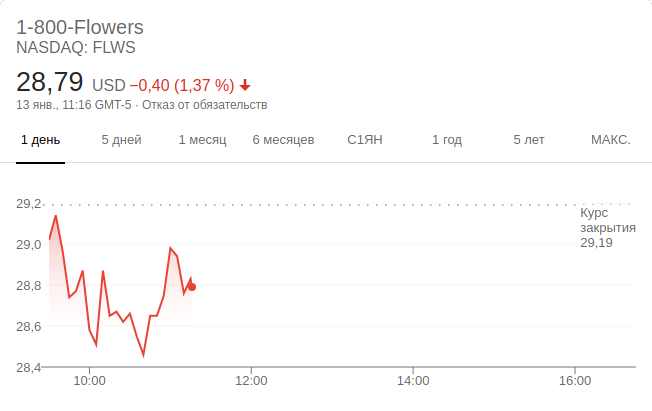 1-800-Flowers
NASDAQ: FLWS
28,79 USD −0,40 (1,37 %)
13 янв., 11:16 GMT-5 · Отказ от обязательств
1 день 5 дней 1 месяц 6 месяцев С1ЯН 1 год 5 лет МАКС.
29,2
Курс
закрытия
29,19
29,0
28,8
28,6
28,4
10:00 12:00 14:00 16:00